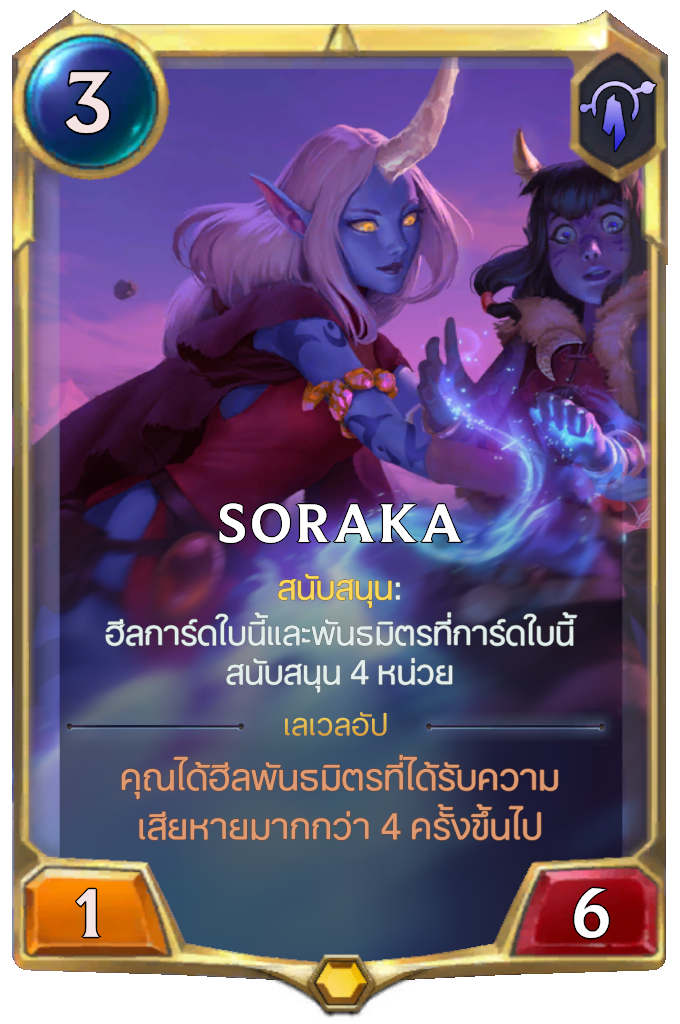 3
SORAKA
สนับสนุน:
ฮีลการ์ดใบนี้และพันธมิตรที่การ์ดใบนี้
สนับสนุน 4 หน่วย
เลเวลอัป
คุณได้ฮีลพันธมิตรที่ได้รับความ
เสียหายมากกว่า 4 ครั้งขึ้นไป
1
6